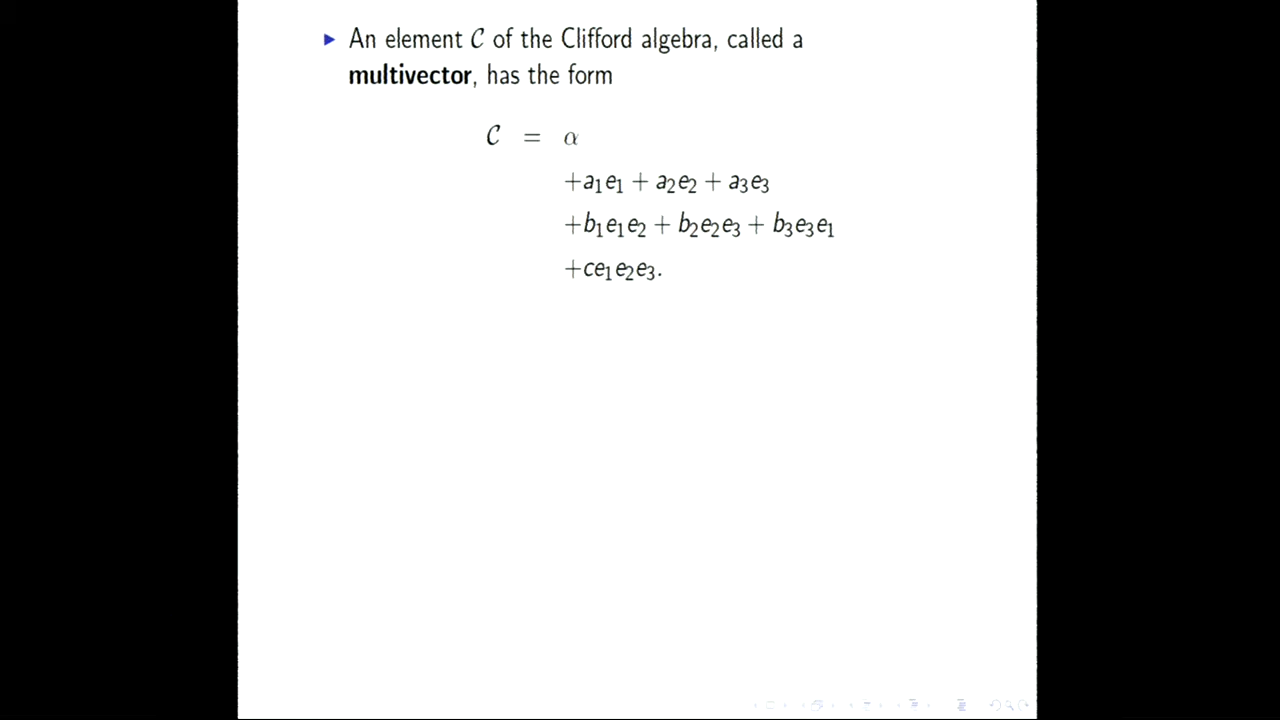 ▶ An element 𝒞 of the Clifford algebra, called a
multivector, has the form
𝒞 = α
+a₁e₁ + a₂e₂ + a₃e₃
+b₁e₁e₂ + b₂e₂e₃ + b₃e₃e₁
+ce₁e₂e₃.